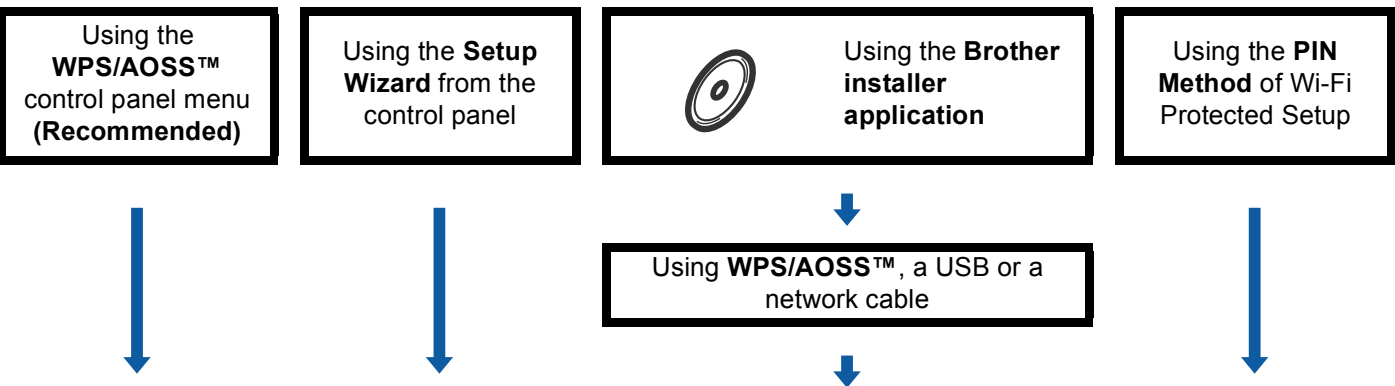 Using the
WPS/AOSS™
control panel menu
(Recommended)
Using the Setup
Wizard from the
control panel
Using the Brother
installer
application
Using the PIN
Method of Wi-Fi
Protected Setup
Using WPS/AOSS™, a USB or a
network cable